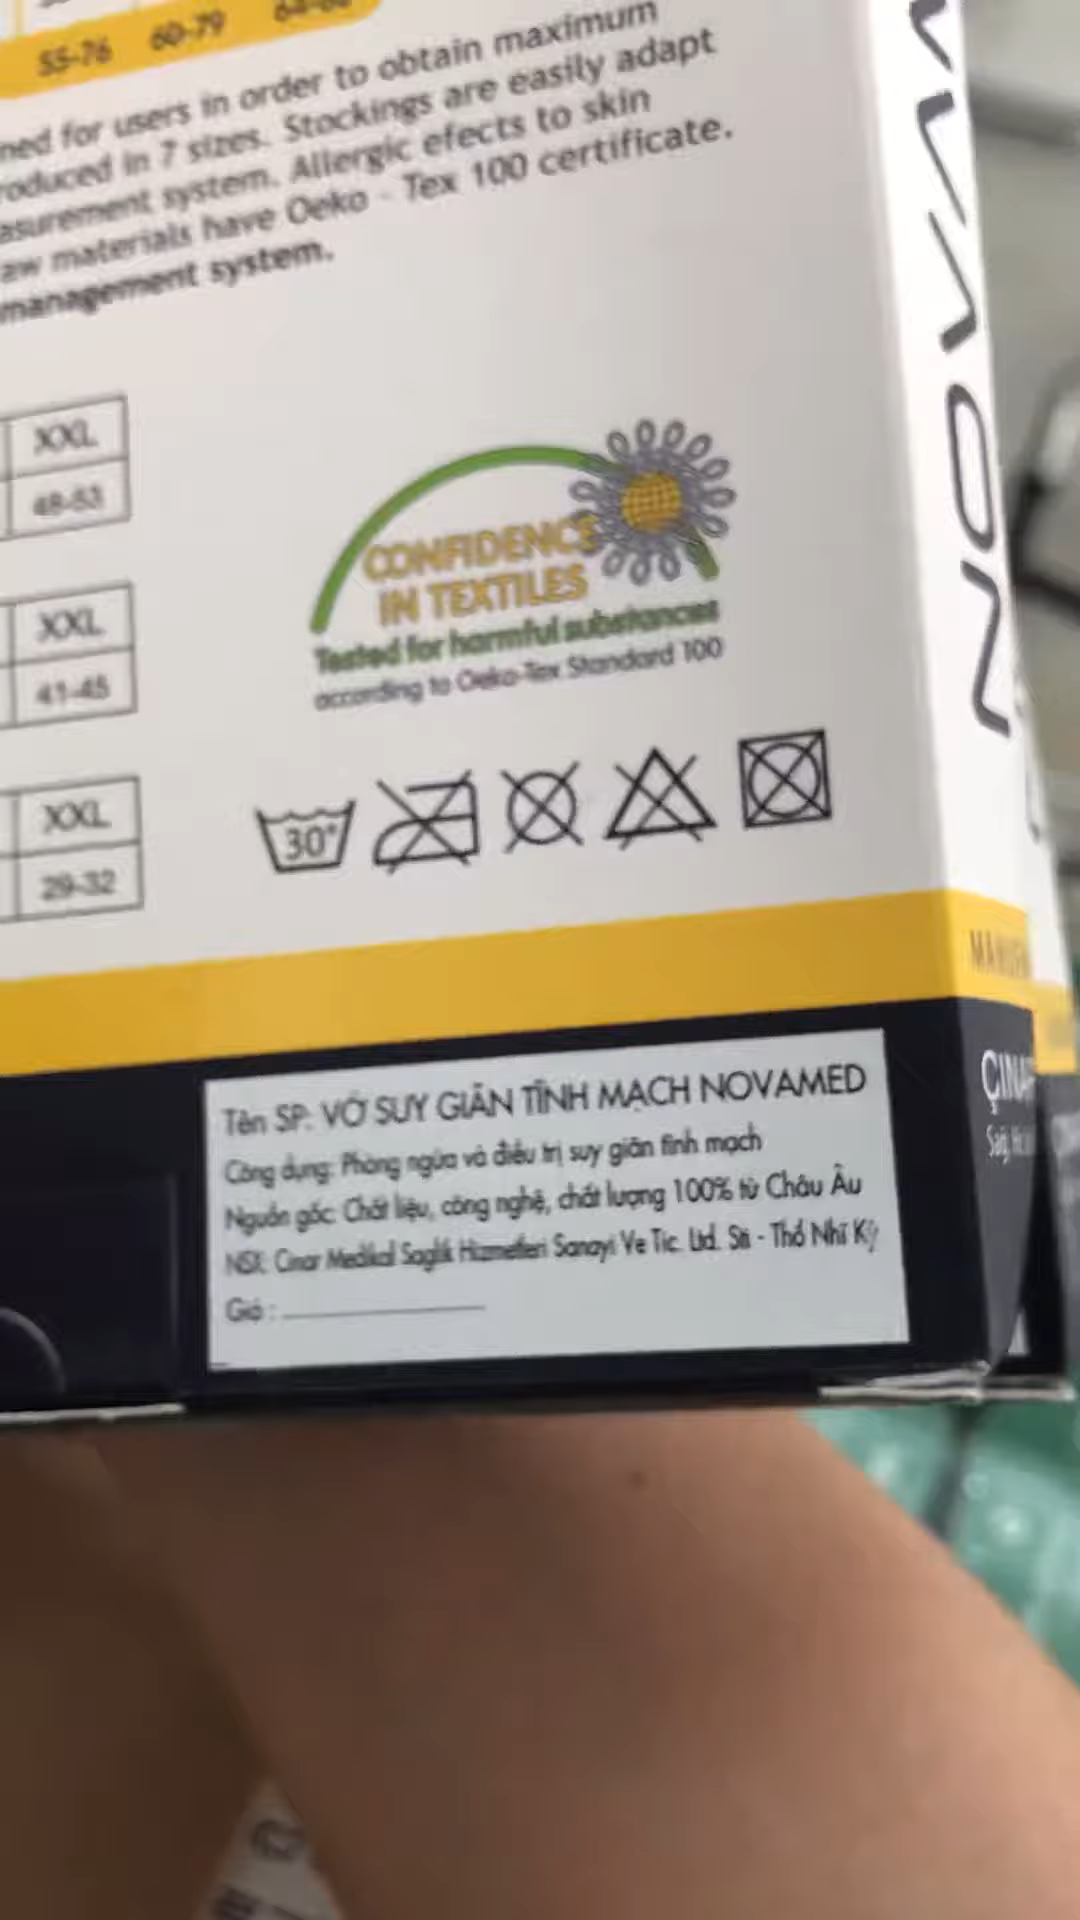 55-76 60-79
ned for users in order to obtain maximum
roduced in 7 sizes. Stockings are easily adapt
asurement system. Allergic efects to skin
aw materials have Oeko - Tex 100 certificate.
management system.
XXL
48-53
XXL
41-45
XXL
29-32
CONFIDENCE
IN TEXTILES
Tested for harmful substances
according to Oeko-Tex Standard 100
30°
NOVAM
MANUFA
ÇINA
Sağ. Hi
Tên SP: VỚ SUY GIÃN TĨNH MẠCH NOVAMED
Công dụng: Phòng ngừa và điều trị suy giãn tĩnh mạch
Nguồn gốc: Chất liệu, công nghệ, chất lượng 100% từ Châu Âu
NSX: Cinar Medikal Saglik Hizmetleri Sanayi Ve Tic. Ltd. Sti - Thổ Nhĩ Kỳ
Giá :